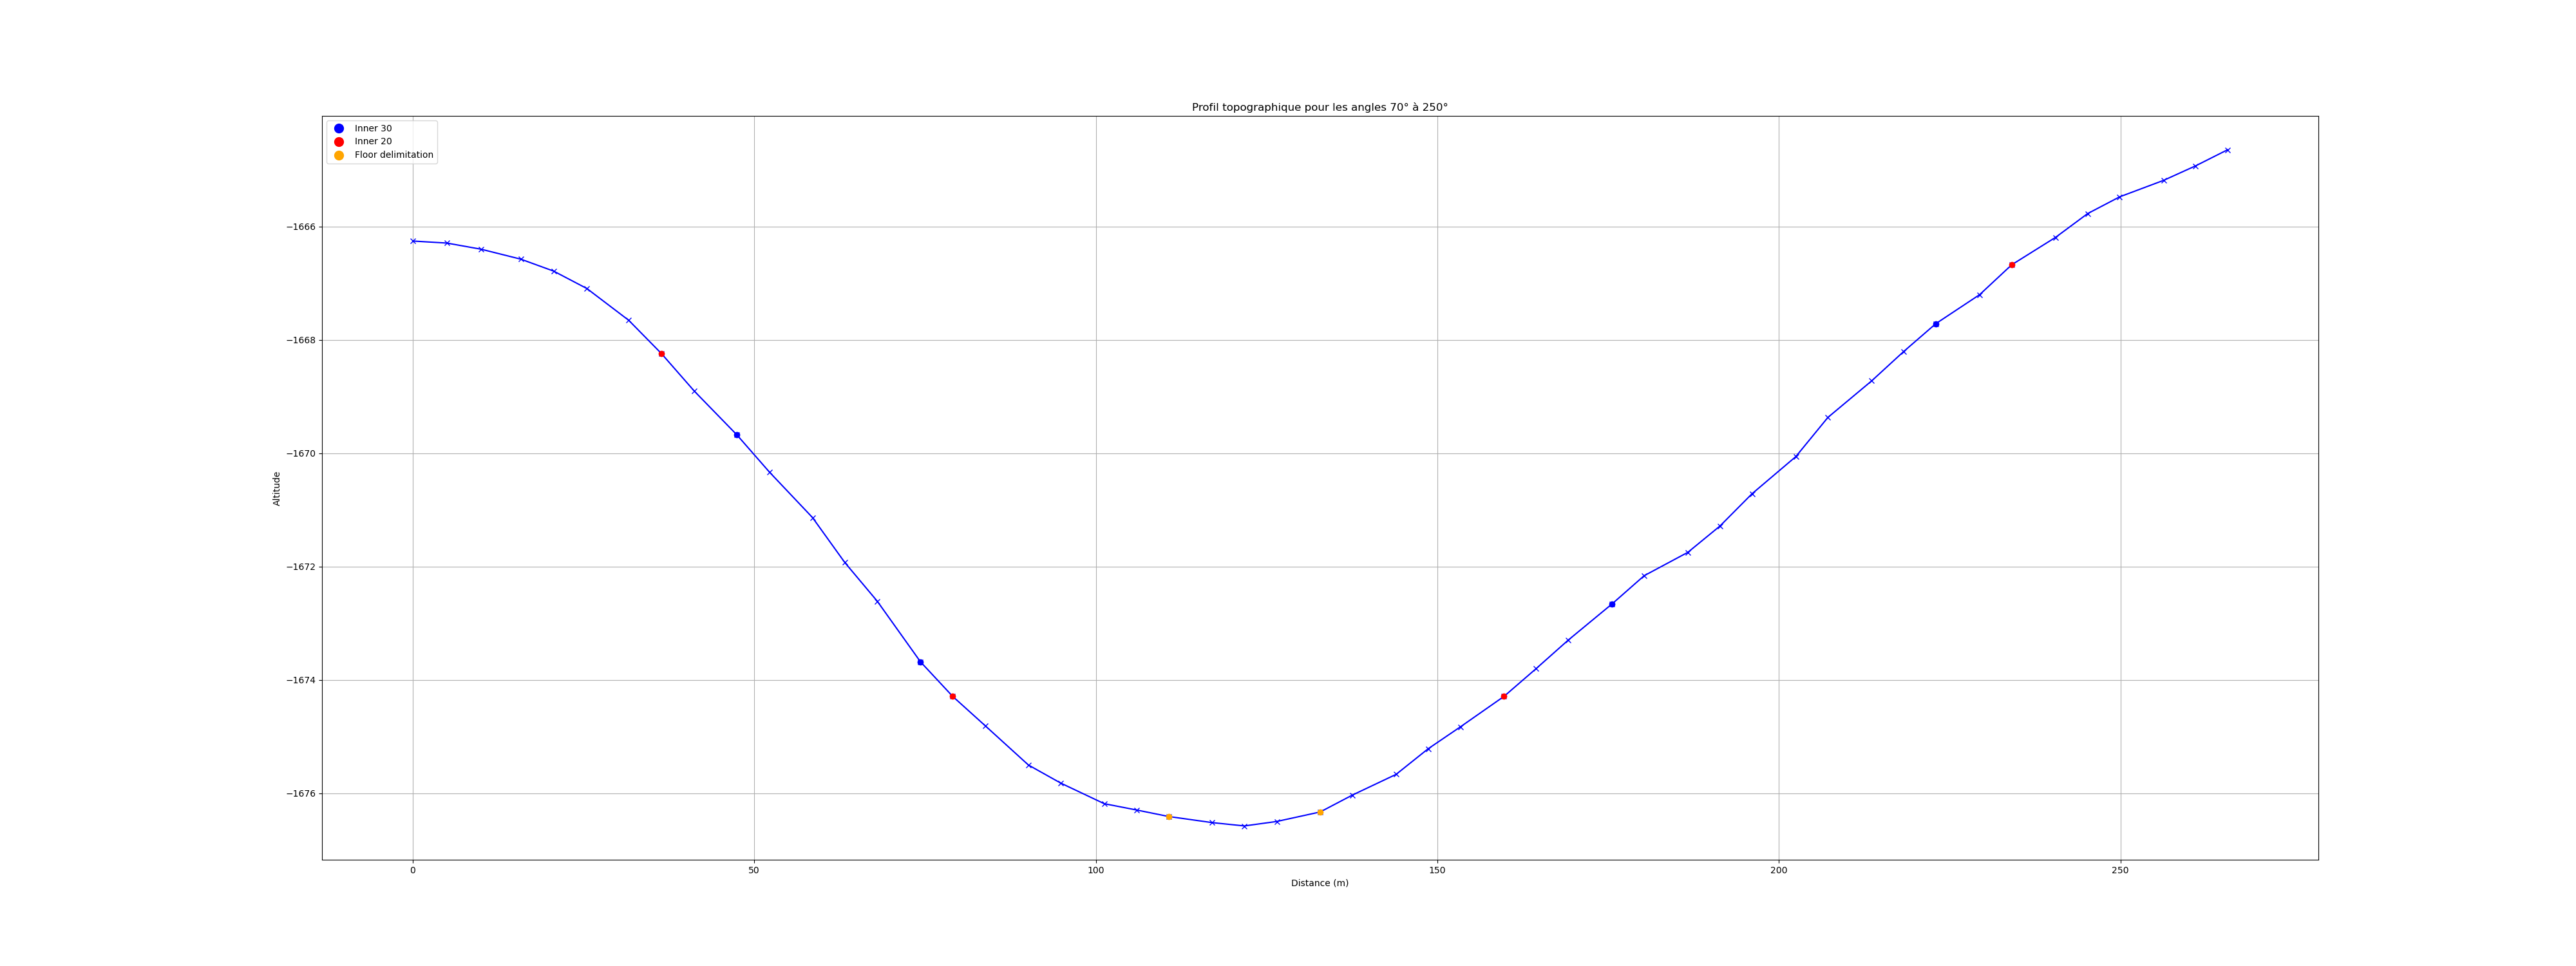 Profil topographique pour les angles 70° à 250°
Inner 30
Inner 20
Floor delimitation
Altitude
−1666
−1668
−1670
−1672
−1674
−1676
0 50 100 150 200 250
Distance (m)